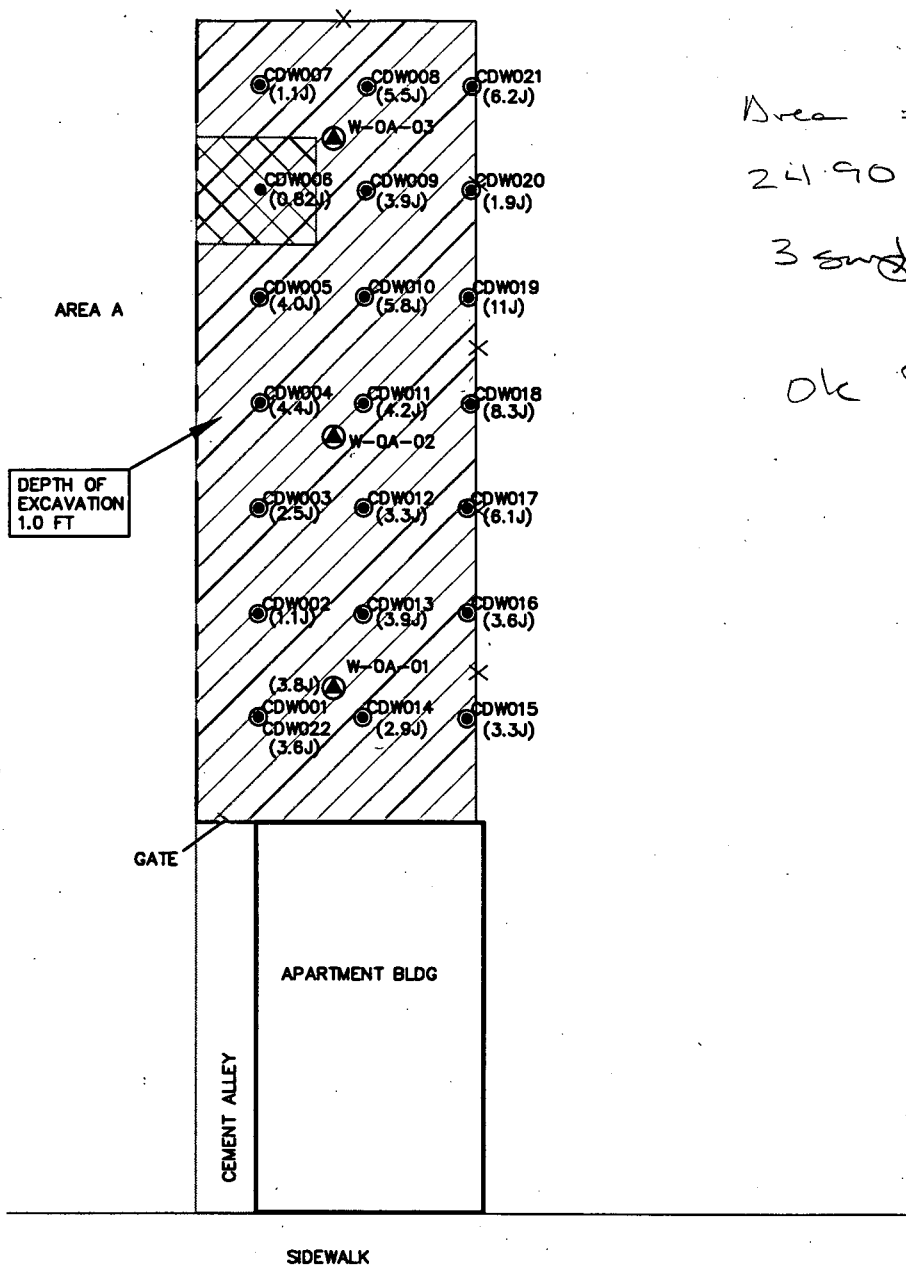 CDW007
(1.1J)
CDW008
(5.5J)
CDW021
(6.2J)
W-0A-03
CDW006
(0.82J)
CDW009
(3.9J)
CDW020
(1.9J)
AREA A
CDW005
(4.0J)
CDW010
(5.8J)
CDW019
(11J)
CDW004
(4.4J)
CDW011
(4.2J)
CDW018
(8.3J)
W-0A-02
DEPTH OF
EXCAVATION
1.0 FT
CDW003
(2.5J)
CDW012
(3.3J)
CDW017
(6.1J)
CDW002
(1.1J)
CDW013
(3.9J)
CDW016
(3.6J)
W-0A-01
(3.8J)
CDW001
CDW022
(3.6J)
CDW014
(2.9J)
CDW015
(3.3J)
GATE
APARTMENT BLDG
CEMENT ALLEY
SIDEWALK
Area =
3
Ok